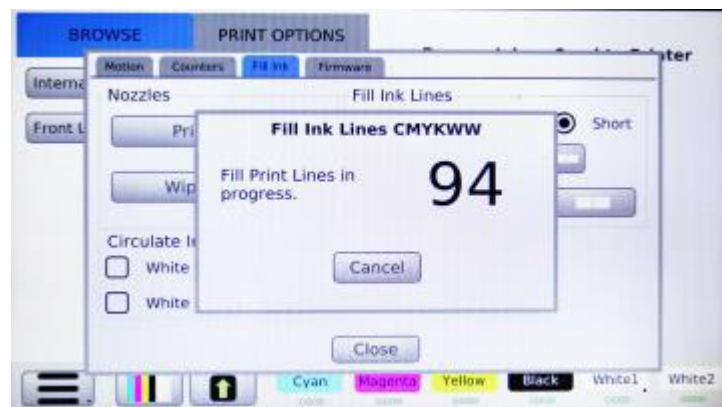 BROWSE
PRINT OPTIONS
Motion
Counters
Fill Ink
Firmware
Nozzles
Fill Ink Lines
Short
Fill Ink Lines CMYKWW
Fill Print Lines in
progress.
94
Cancel
White
White
Close
Cyan
Magenta
Yellow
Black
White1
White2